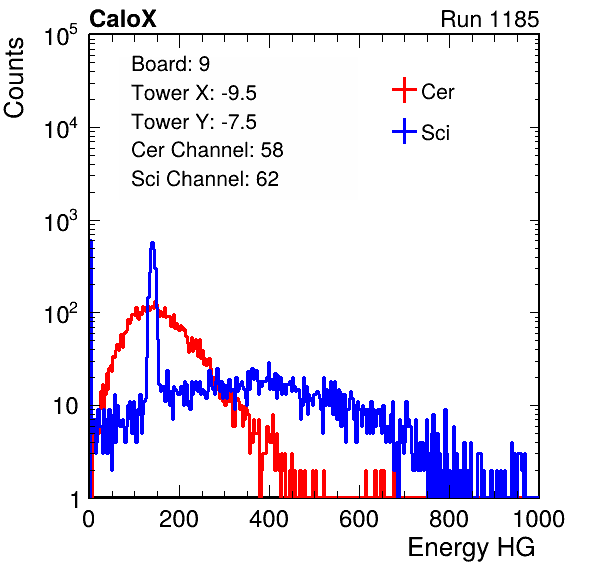 CaloX Run 1185
Counts
10^5
10^4
10^3
10^2
10
1
Board: 9
Tower X: -9.5
Tower Y: -7.5
Cer Channel: 58
Sci Channel: 62
Cer
Sci
0 200 400 600 800 1000
Energy HG